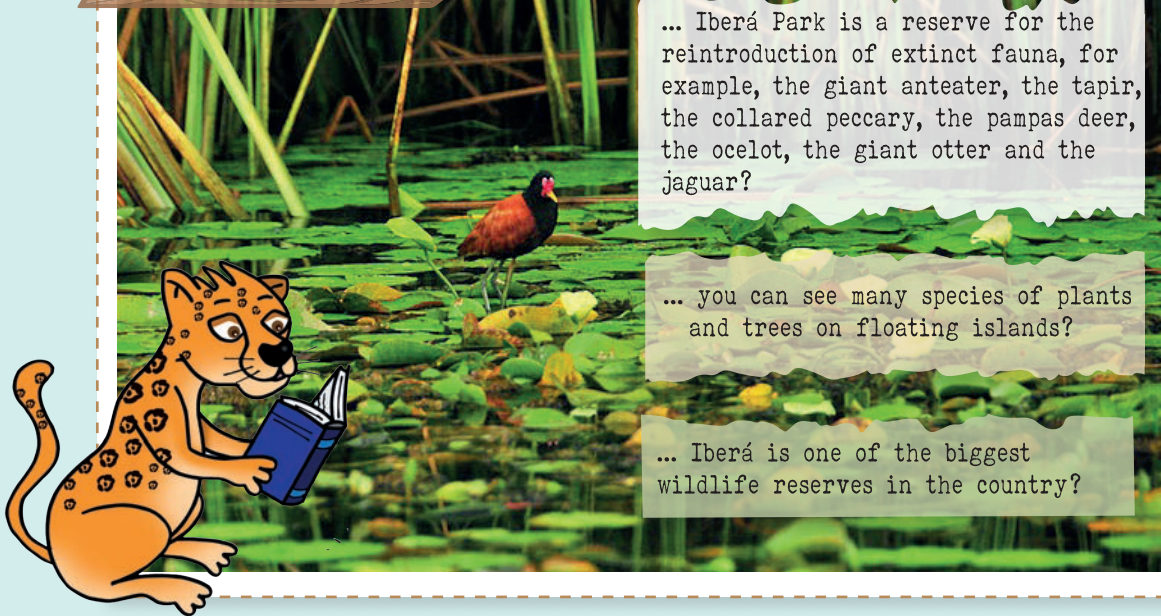 ... Iberá Park is a reserve for the
reintroduction of extinct fauna, for
example, the giant anteater, the tapir,
the collared peccary, the pampas deer,
the ocelot, the giant otter and the
jaguar?
... you can see many species of plants
and trees on floating islands?
... Iberá is one of the biggest
wildlife reserves in the country?